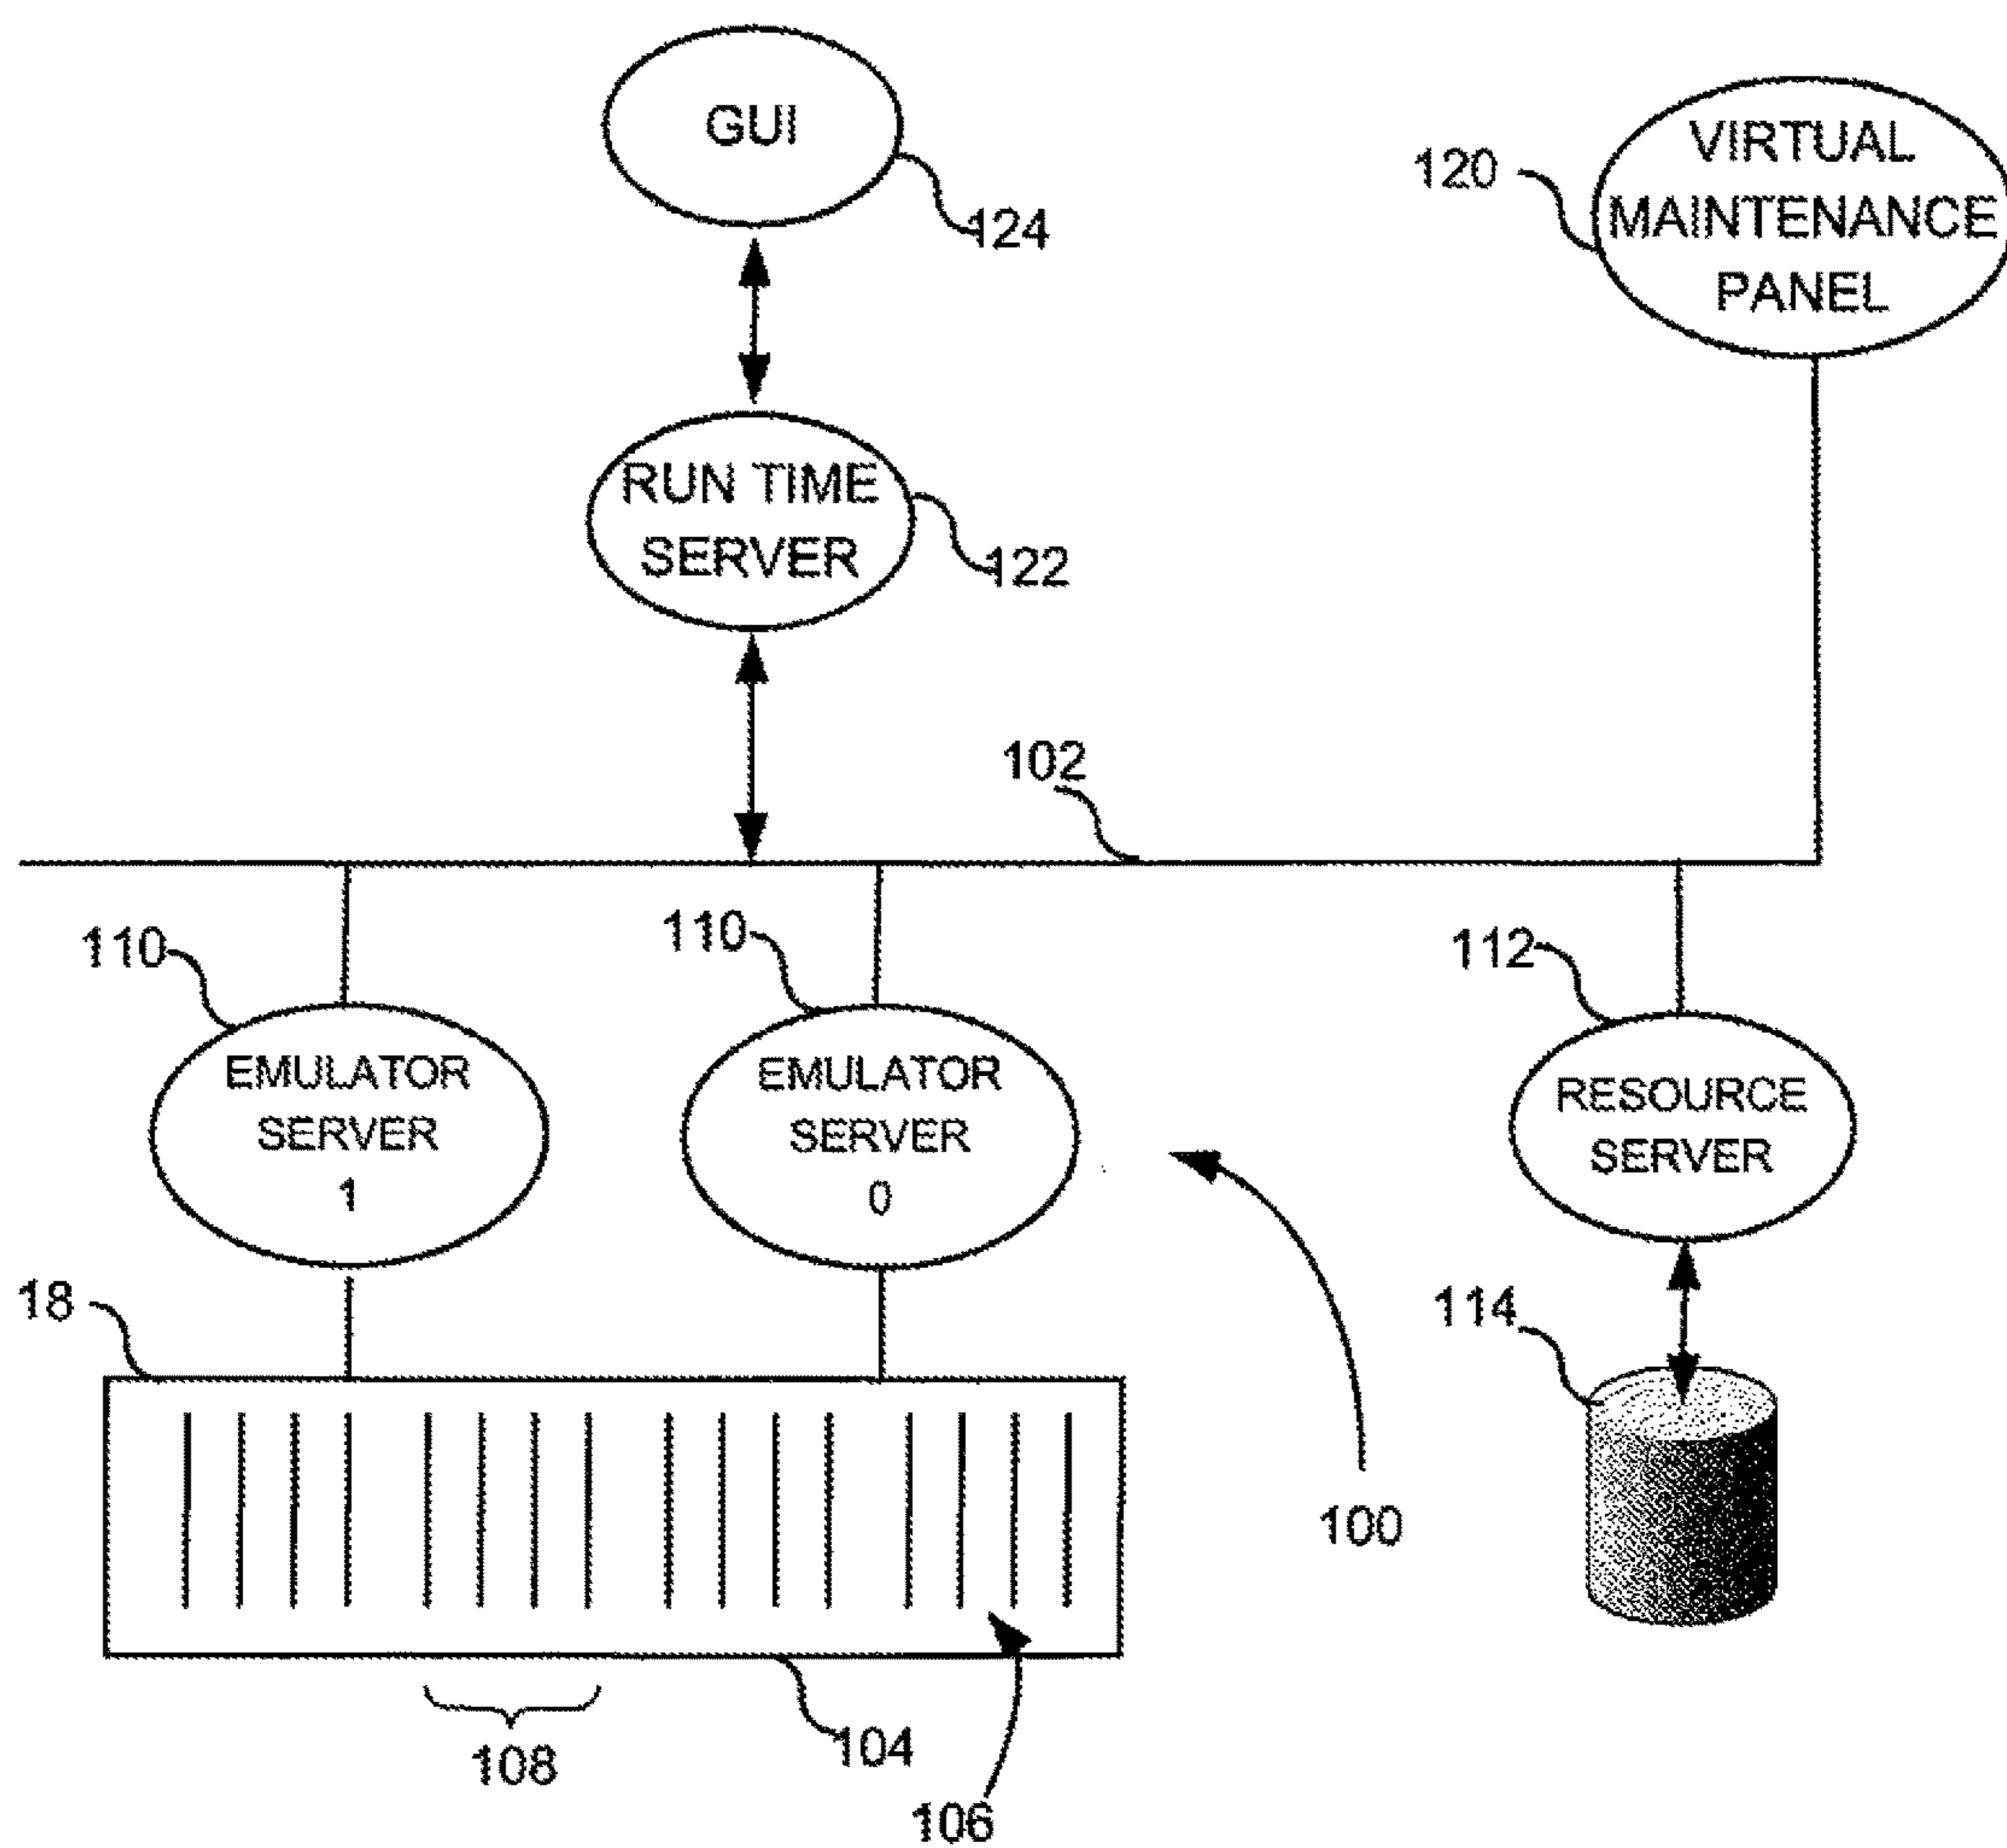 GUI
124
VIRTUAL
MAINTENANCE
PANEL
120
RUN TIME
SERVER
122
102
110
110
112
EMULATOR
SERVER
1
EMULATOR
SERVER
0
RESOURCE
SERVER
18
114
100
108
104
106